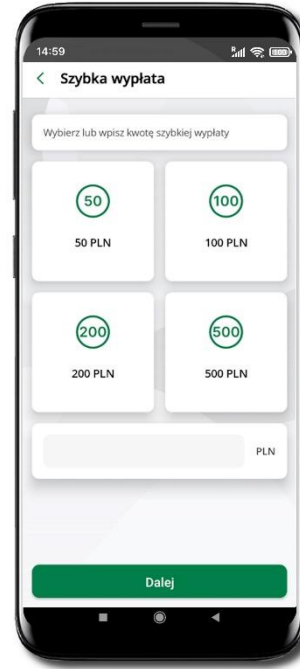 14:59
Szybka wypłata
Wybierz lub wpisz kwotę szybkiej wypłaty
50
100
50 PLN
100 PLN
200
500
200 PLN
500 PLN
PLN
Dalej